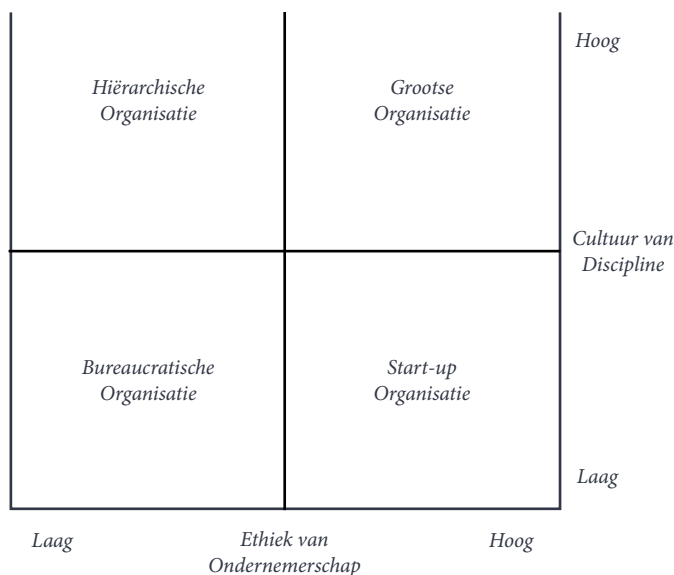 Hoog
Hiërarchische
Organisatie
Grootse
Organisatie
Cultuur van
Discipline
Bureaucratische
Organisatie
Start-up
Organisatie
Laag
Laag
Ethiek van
Ondernemerschap
Hoog